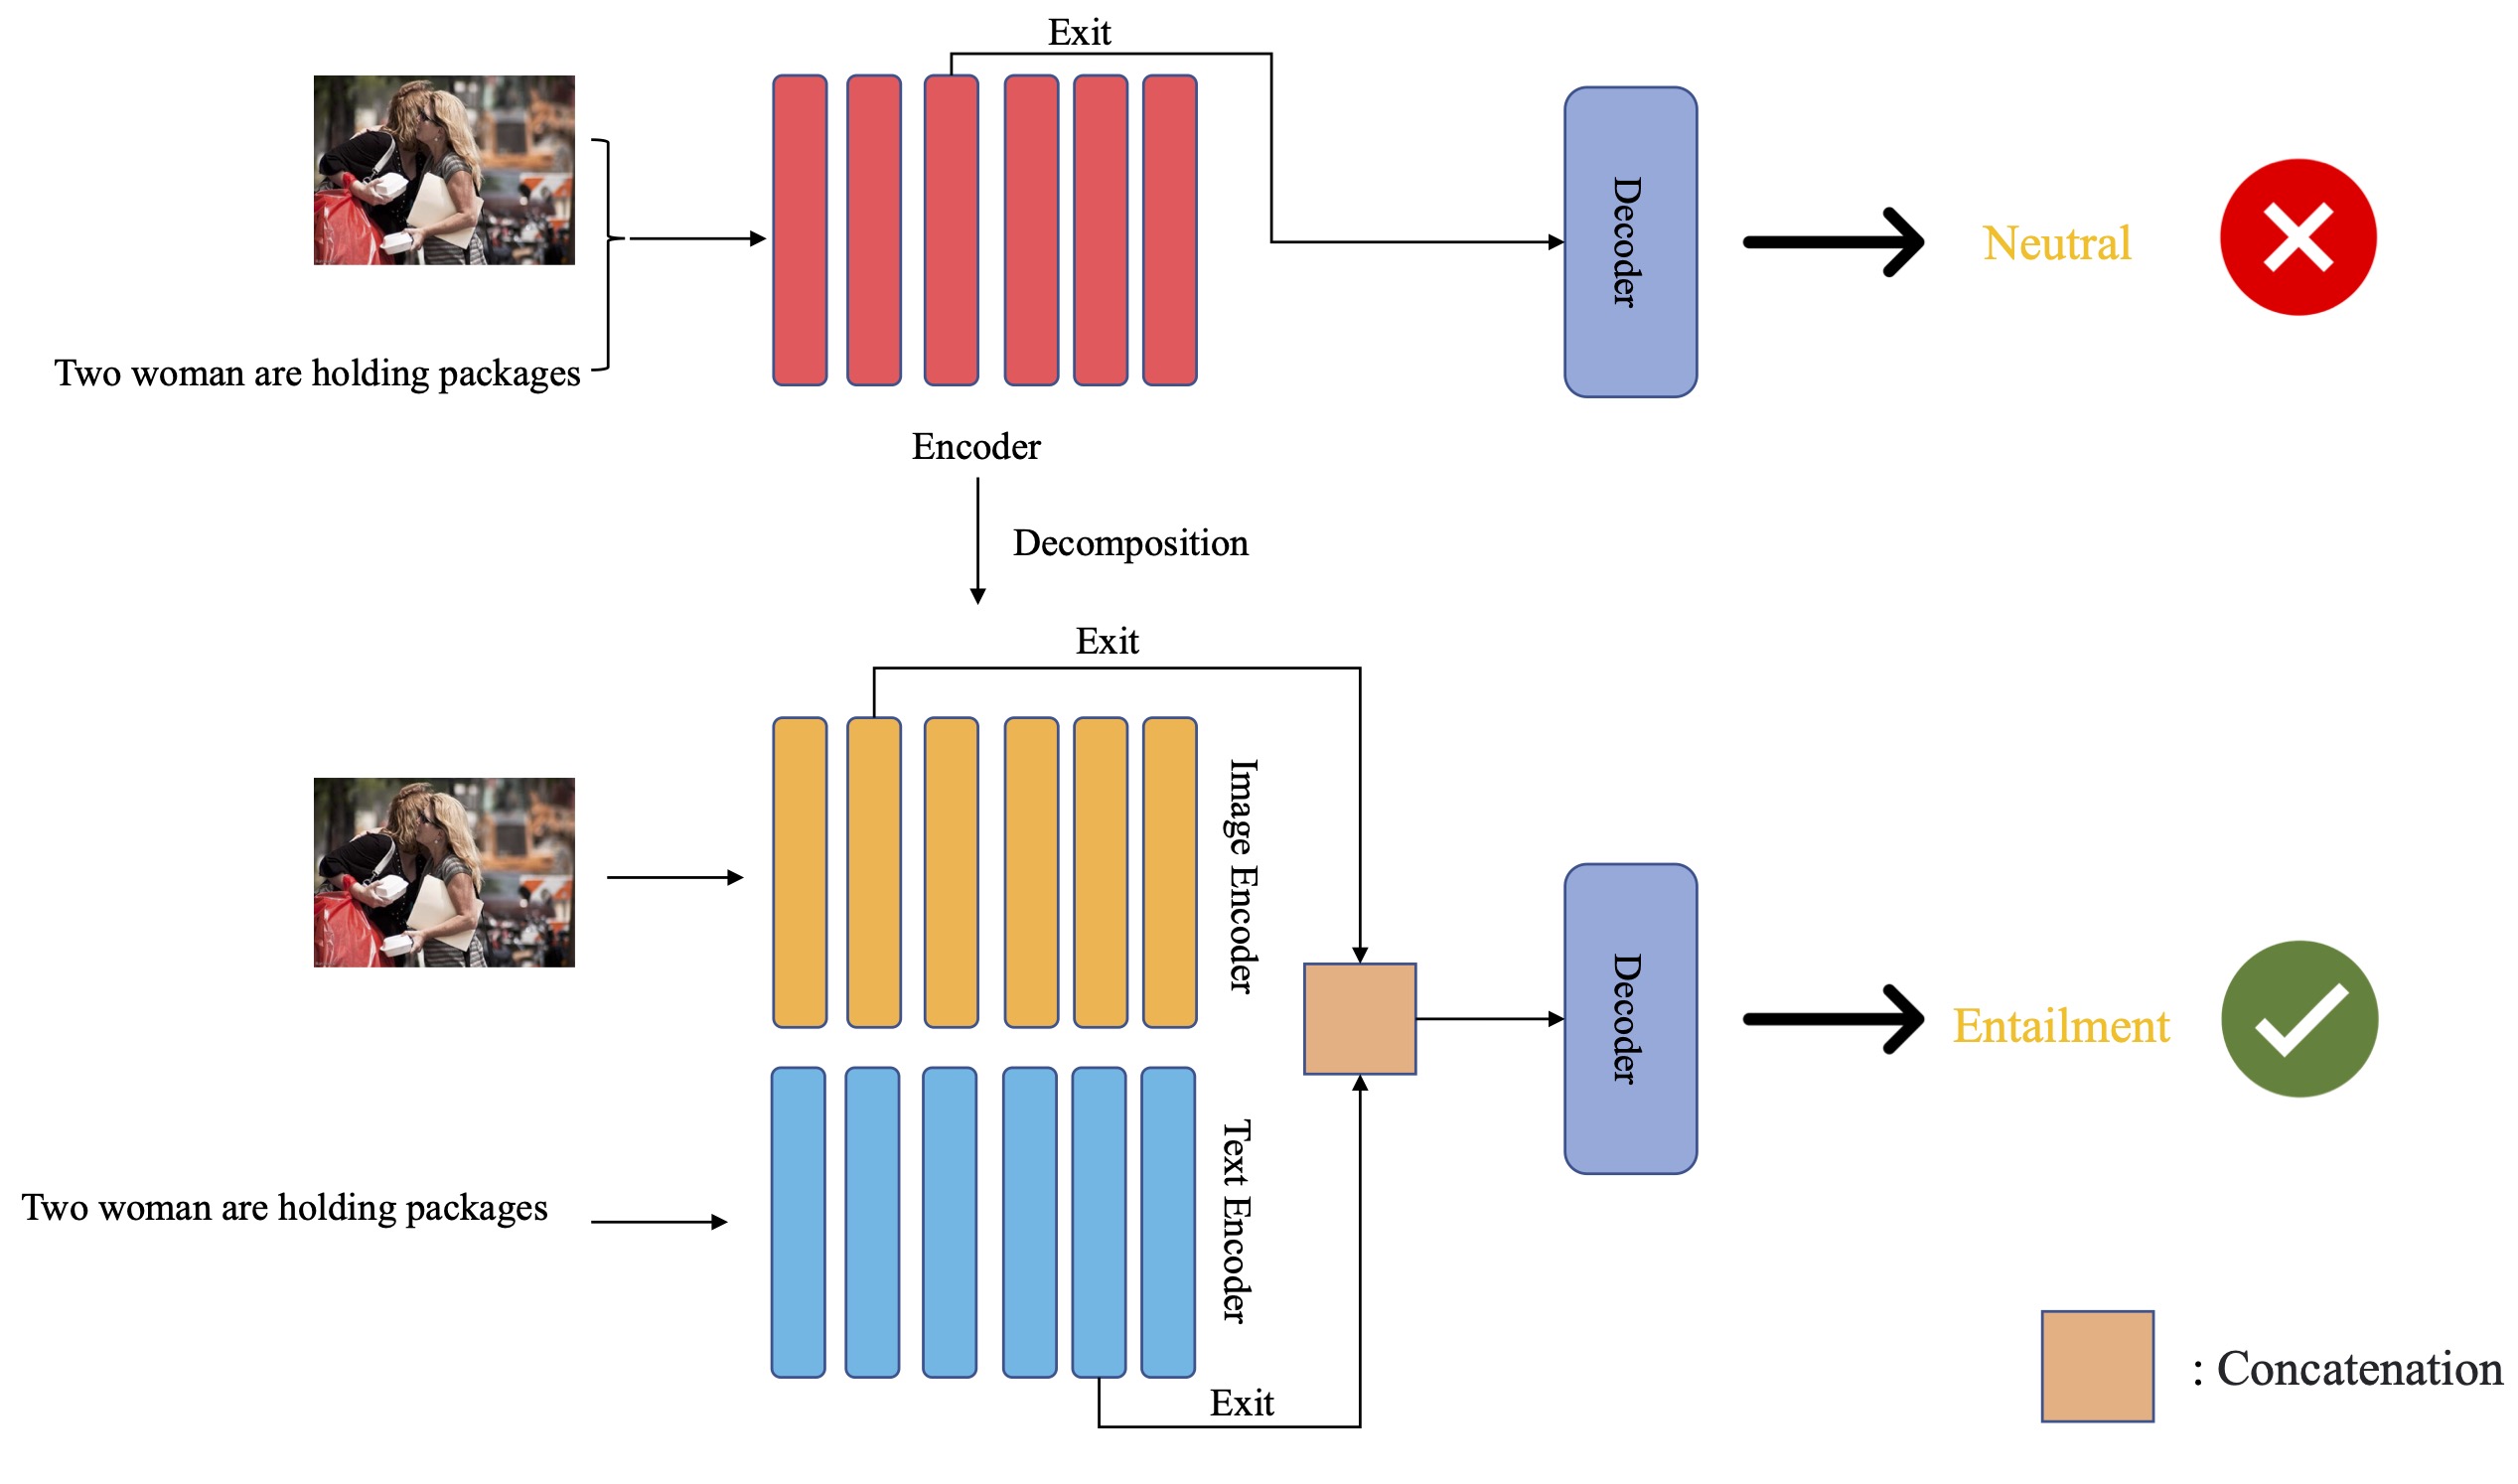 Exit
Two woman are holding packages
Decoder
Neutral
Encoder
Decomposition
Exit
Image Encoder
Two woman are holding packages
Text Encoder
Exit
Decoder
Entailment
: Concatenation